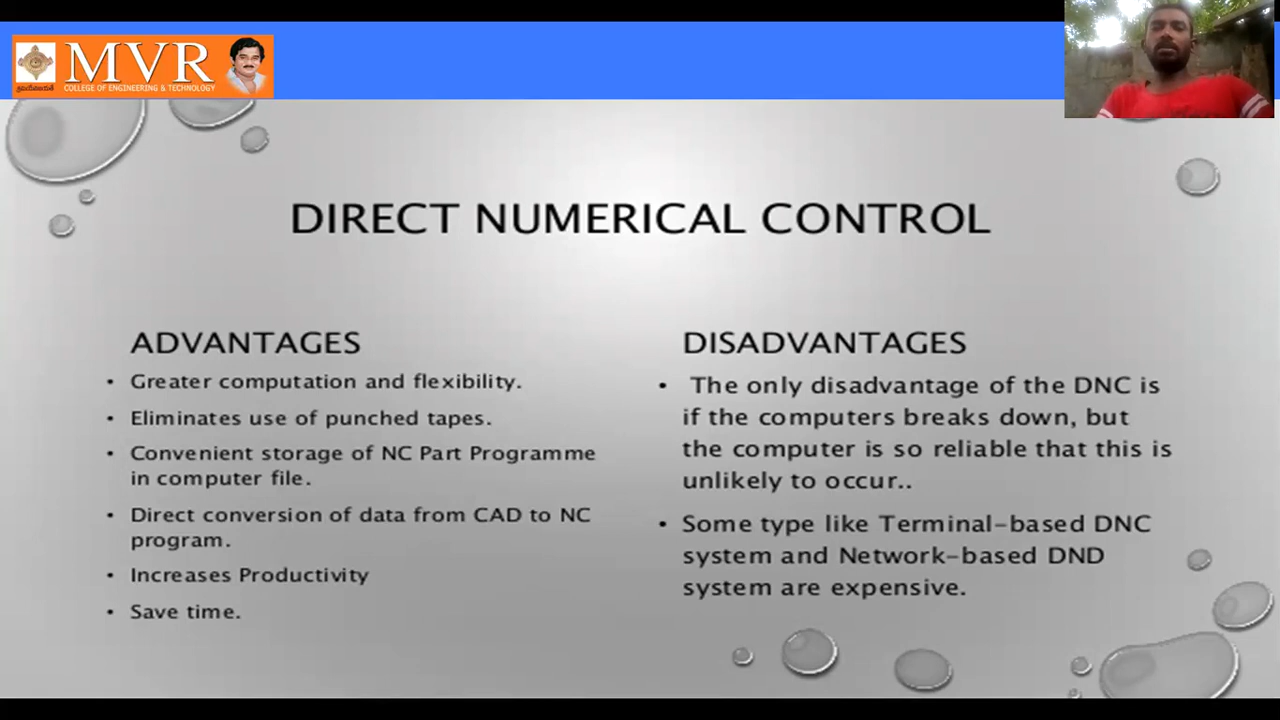 MVR
COLLEGE OF ENGINEERING & TECHNOLOGY
DIRECT NUMERICAL CONTROL
ADVANTAGES
• Greater computation and flexibility.
• Eliminates use of punched tapes.
• Convenient storage of NC Part Programme
in computer file.
• Direct conversion of data from CAD to NC
program.
• Increases Productivity
• Save time.
DISADVANTAGES
• The only disadvantage of the DNC is
if the computers breaks down, but
the computer is so reliable that this is
unlikely to occur..
• Some type like Terminal-based DNC
system and Network-based DND
system are expensive.